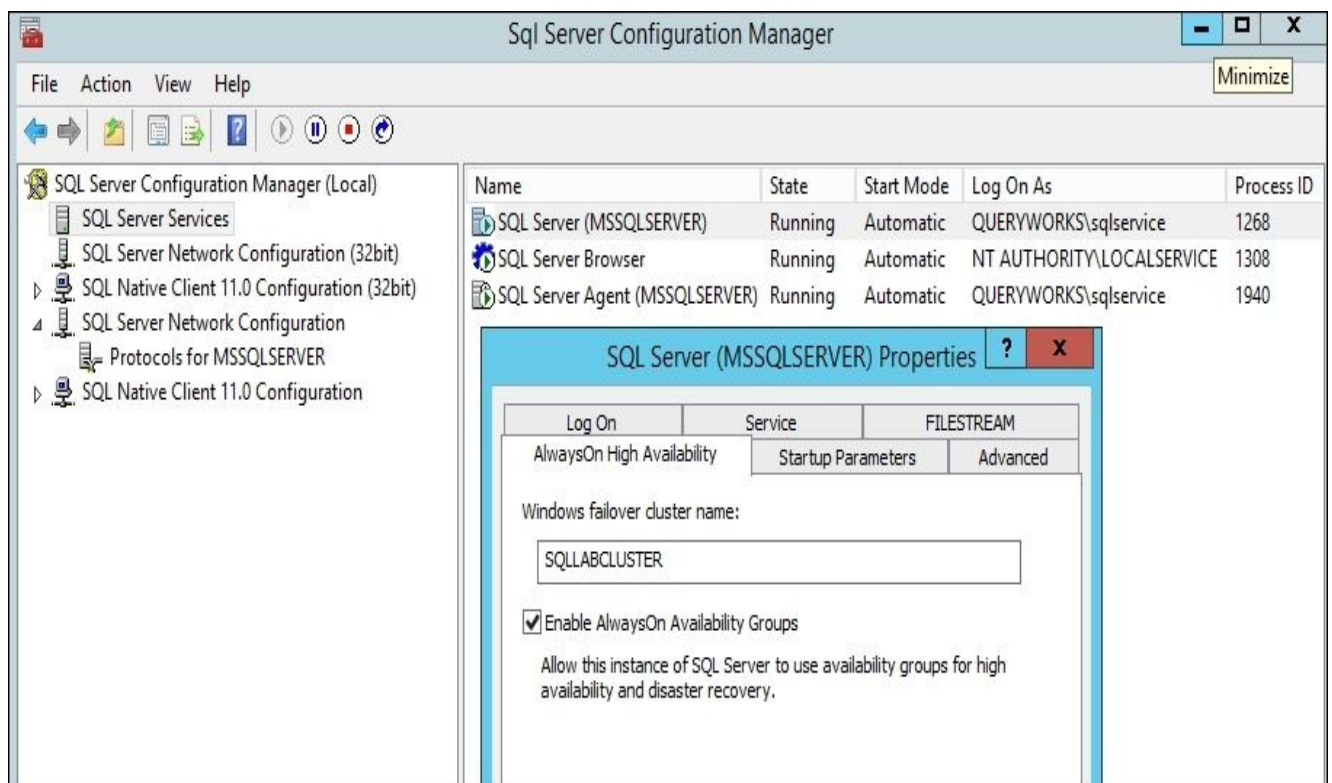 Sql Server Configuration Manager
X
File Action View Help
Minimize
?
SQL Server Configuration Manager (Local)
SQL Server Services
SQL Server Network Configuration (32bit)
SQL Native Client 11.0 Configuration (32bit)
SQL Server Network Configuration
Protocols for MSSQLSERVER
SQL Native Client 11.0 Configuration
Name State Start Mode Log On As Process ID
SQL Server (MSSQLSERVER) Running Automatic QUERYWORKS\sqlservice 1268
SQL Server Browser Running Automatic NT AUTHORITY\LOCALSERVICE 1308
SQL Server Agent (MSSQLSERVER) Running Automatic QUERYWORKS\sqlservice 1940
SQL Server (MSSQLSERVER) Properties ? X
Log On Service FILESTREAM
AlwaysOn High Availability Startup Parameters Advanced
Windows failover cluster name:
SQLLABCLUSTER
Enable AlwaysOn Availability Groups
Allow this instance of SQL Server to use availability groups for high
availability and disaster recovery.